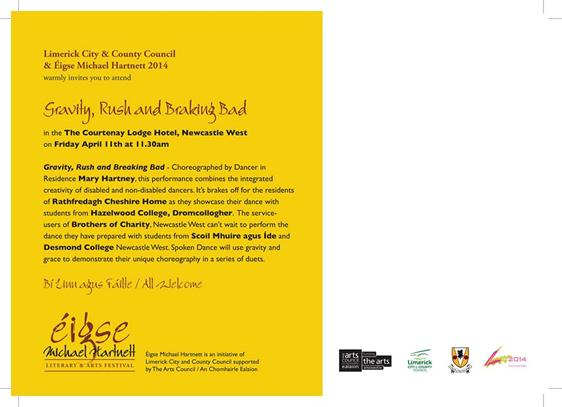 Limerick City & County Council
& Éigse Michael Hartnett 2014
warmly invites you to attend
Gravity, Rush and Braking Bad
in the The Courtenay Lodge Hotel, Newcastle West
on Friday April 11th at 11.30am
Gravity, Rush and Breaking Bad - Choreographed by Dancer in
Residence Mary Hartney, this performance combines the integrated
creativity of disabled and non-disabled dancers. It's brakes off for the residents
of Rathfredagh Cheshire Home as they showcase their dance with
students from Hazelwood College, Dromcollogher. The service-
users of Brothers of Charity, Newcastle West can't wait to perform the
dance they have prepared with students from Scoil Mhuire agus Íde and
Desmond College Newcastle West. Spoken Dance will use gravity and
grace to demonstrate their unique choreography in a series of duets.
Bí Linn agus Fáilte / All Welcome
éigse
Michael Hartnett
LITERARY & ARTS FESTIVAL
Éigse Michael Hartnett is an initiative of
Limerick City and County Council supported
by The Arts Council / An Chomhairle Ealaíon
arts
council
the arts
LIMERICK
CITY & COUNTY
COUNCIL
2014